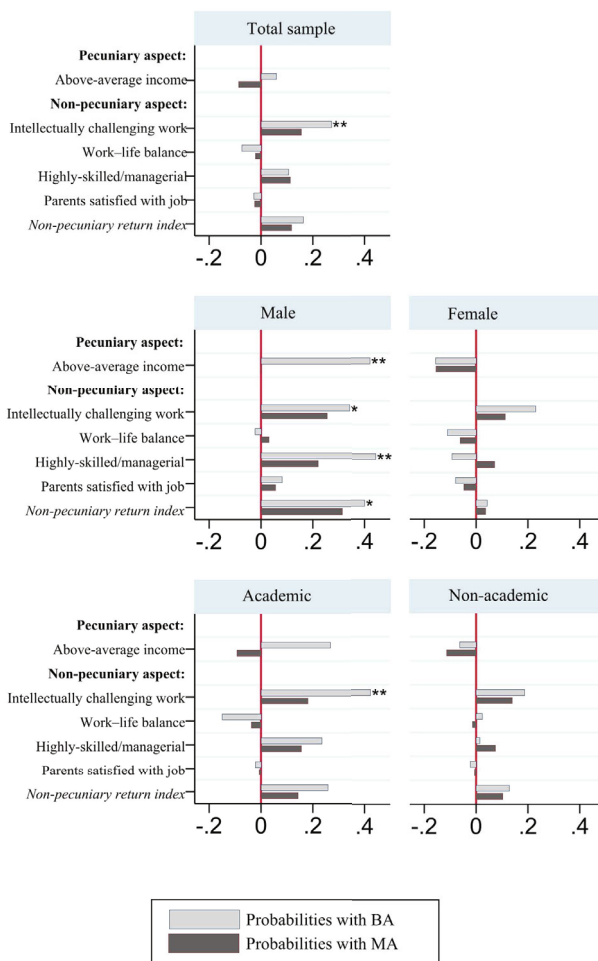 Total sample
Pecuniary aspect:
Above-average income
Non-pecuniary aspect:
Intellectually challenging work
**
Work–life balance
Highly-skilled/managerial
Parents satisfied with job
Non-pecuniary return index
-.2 0 .2 .4
Male Female
Pecuniary aspect:
Above-average income
**
Non-pecuniary aspect:
Intellectually challenging work
*
Work–life balance
Highly-skilled/managerial
**
Parents satisfied with job
Non-pecuniary return index
*
-.2 0 .2 .4 -.2 0 .2 .4
Academic Non-academic
Pecuniary aspect:
Above-average income
Non-pecuniary aspect:
Intellectually challenging work
**
Work–life balance
Highly-skilled/managerial
Parents satisfied with job
Non-pecuniary return index
-.2 0 .2 .4 -.2 0 .2 .4
Probabilities with BA
Probabilities with MA